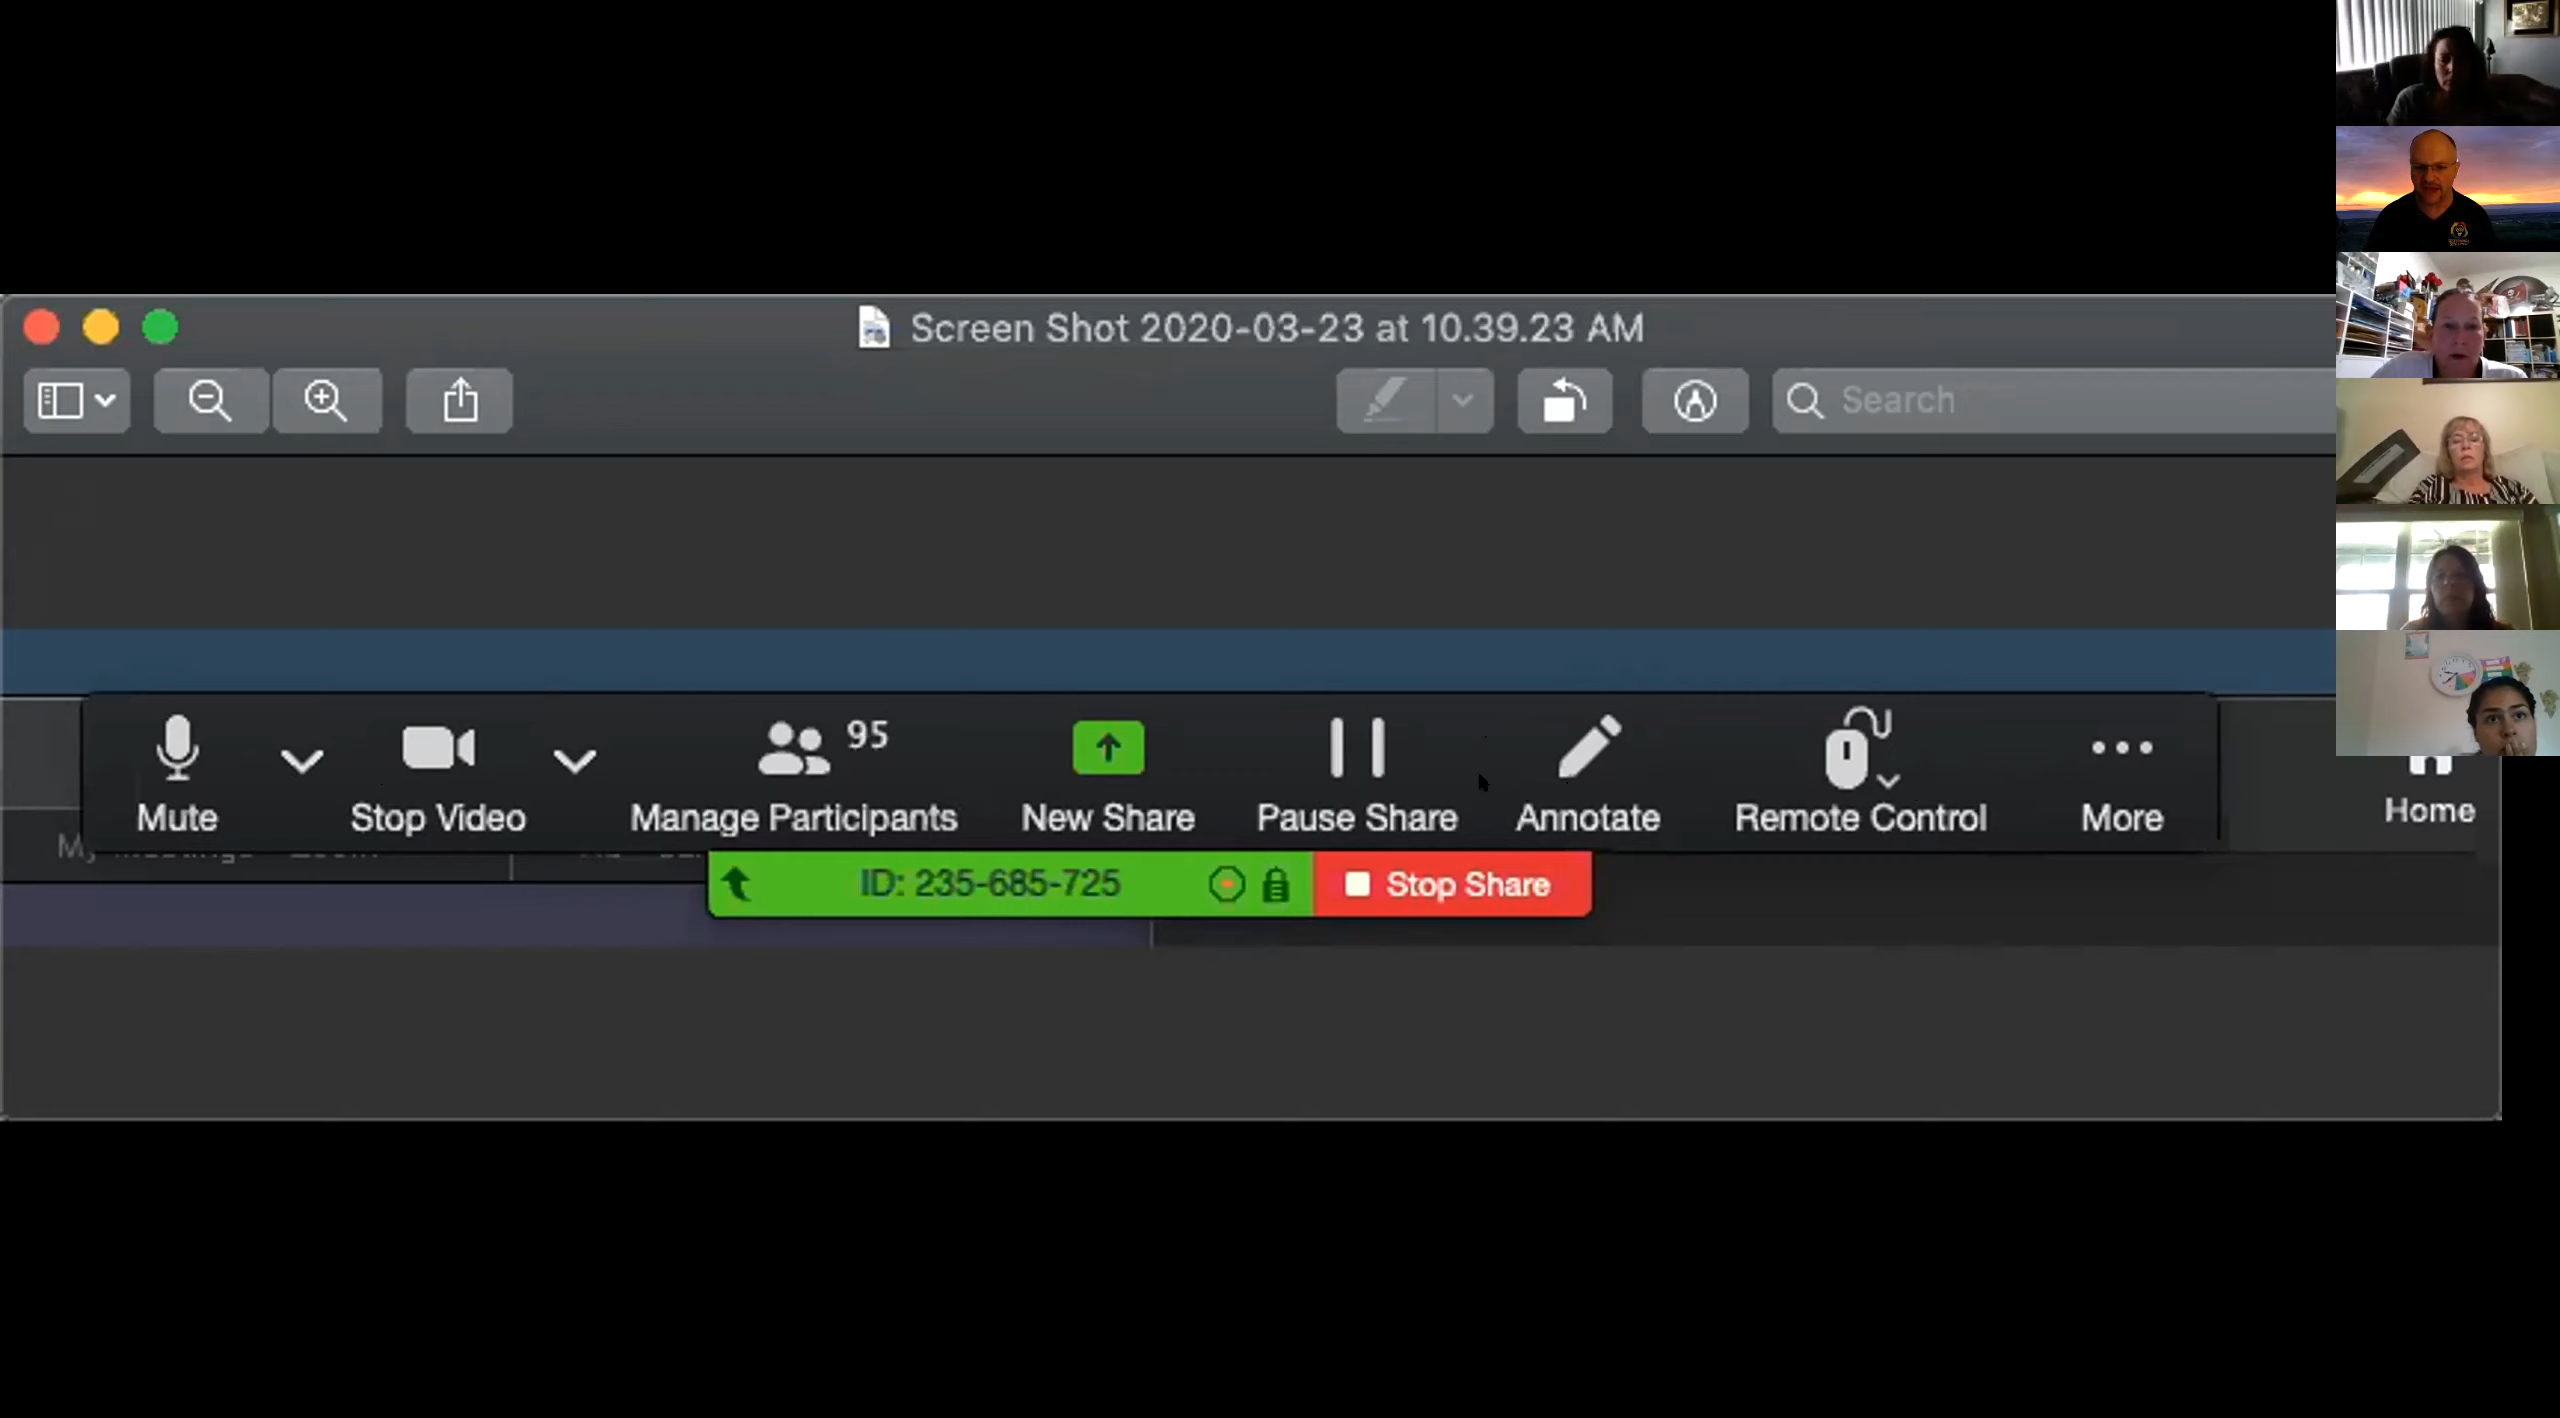 Screen Shot 2020-03-23 at 10.39.23 AM
Search
95
Mute
Stop Video
Manage Participants
New Share
Pause Share
Annotate
Remote Control
More
Home
ID: 235-685-725
Stop Share